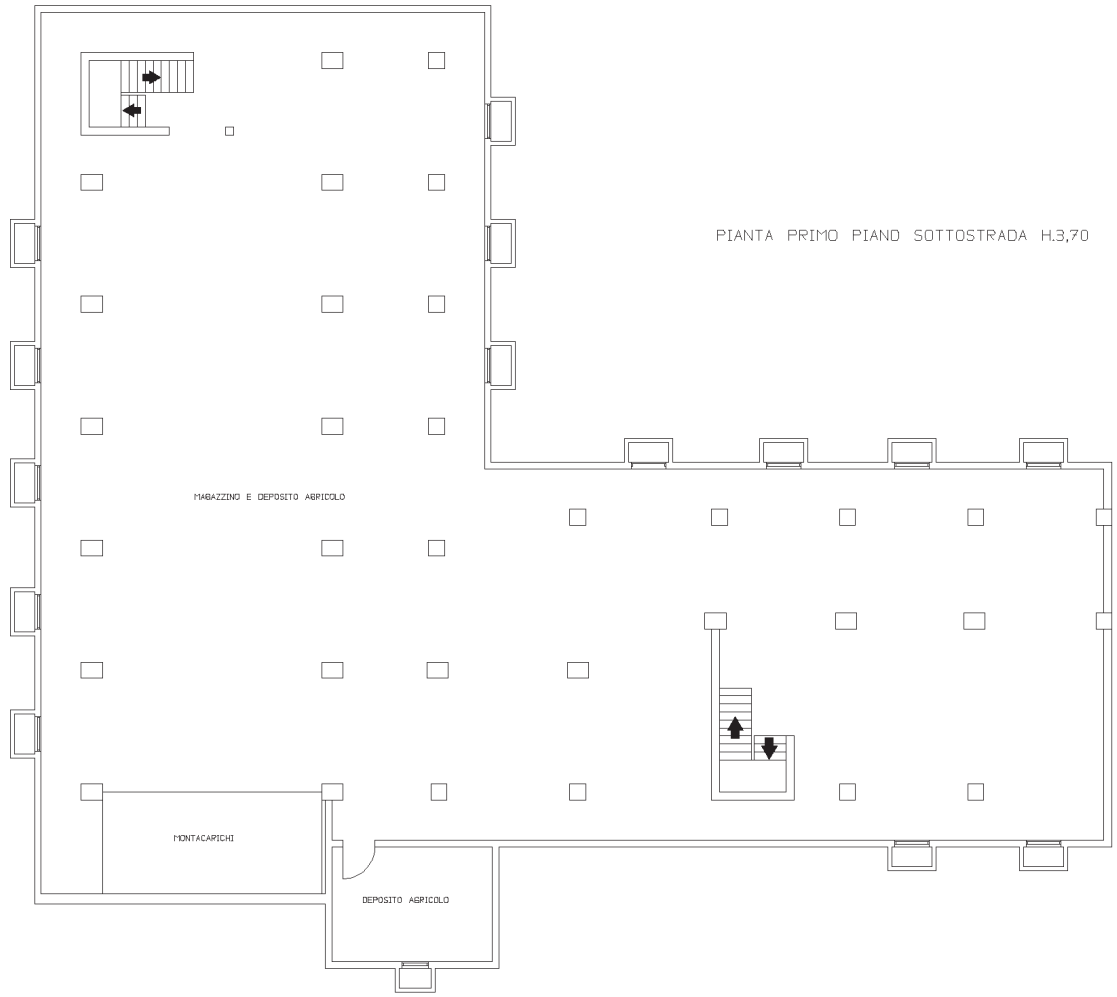 PIANTA PRIMO PIANO SOTTOSTRADA H.3,70
MAGAZZINO E DEPOSITO AGRICOLO
MONTACARICHI
DEPOSITO AGRICOLO